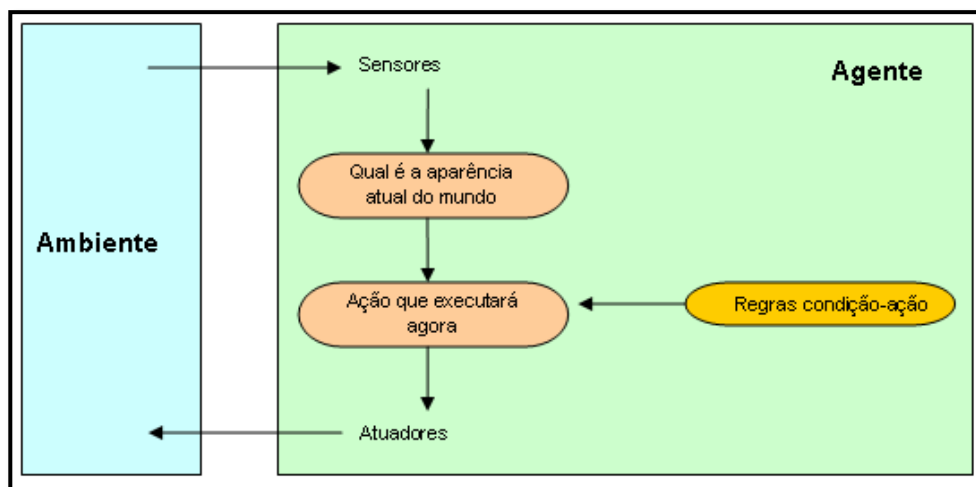 Sensores
Agente
Qual é a aparência
atual do mundo
Ambiente
Ação que executará
agora
Regras condição-ação
Atuadores